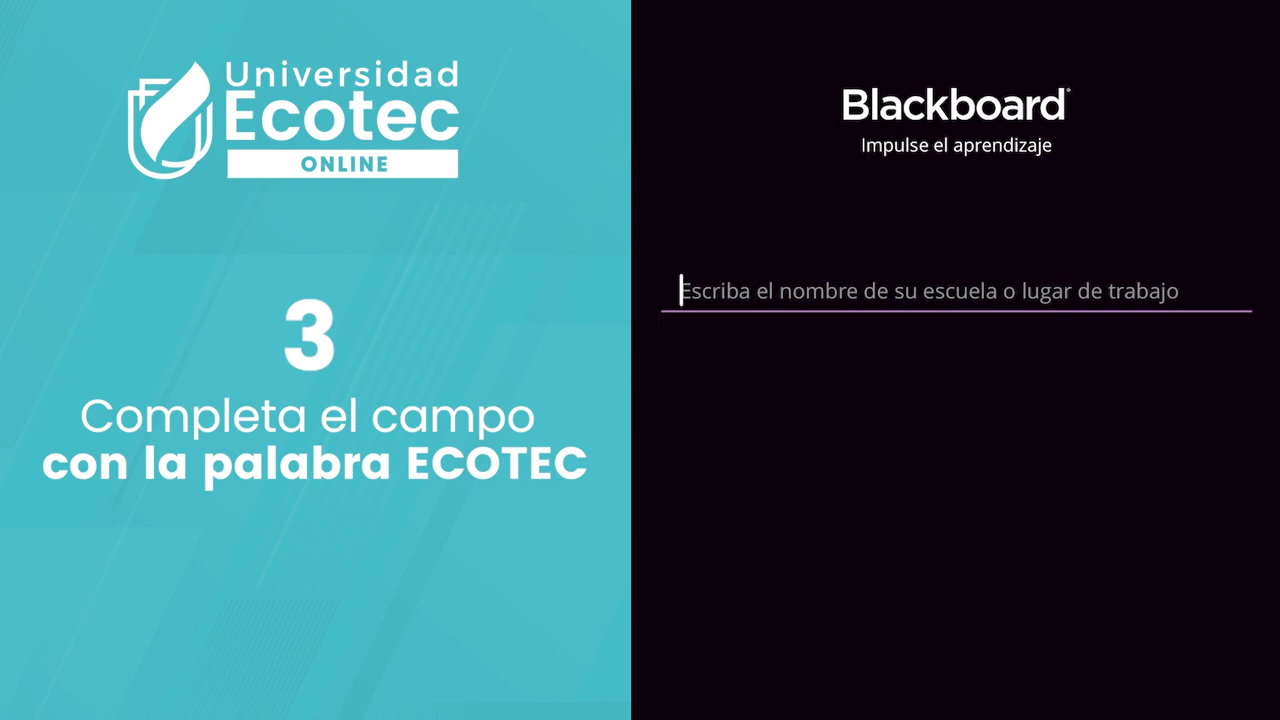 Universidad
Ecotec
ONLINE
3
Completa el campo
con la palabra ECOTEC
Blackboard®
Impulse el aprendizaje
Escriba el nombre de su escuela o lugar de trabajo